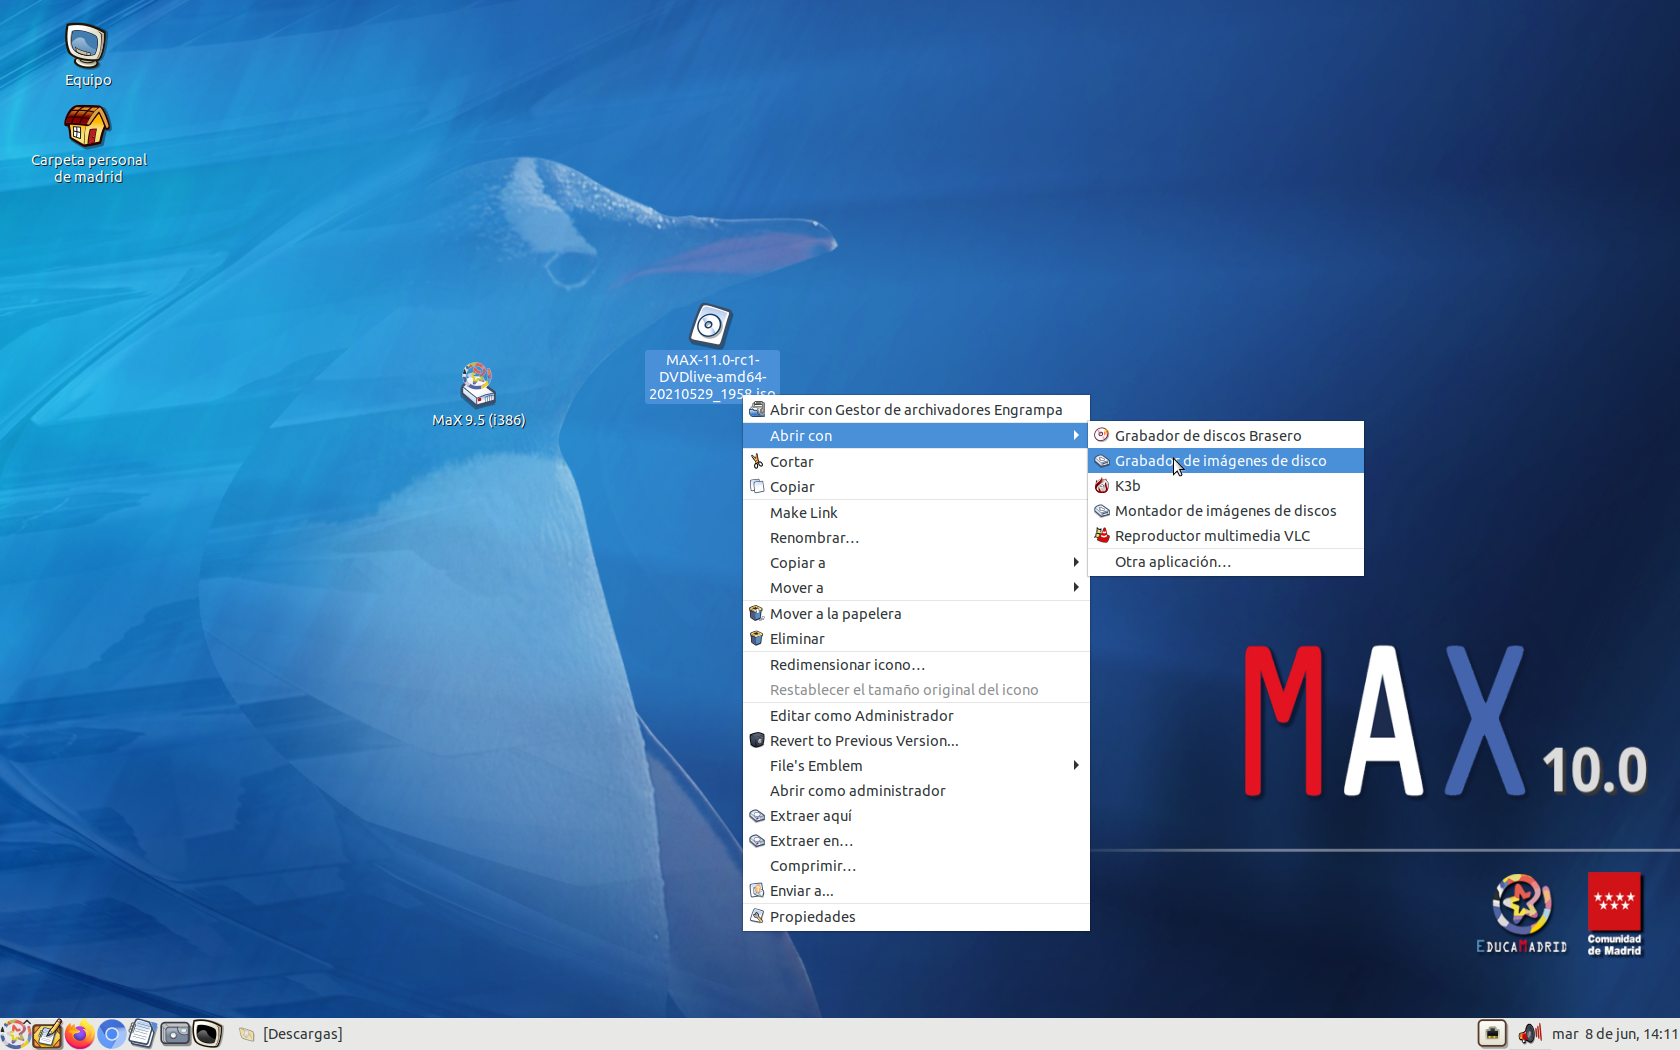 Equipo
Carpeta personal
de madrid
MaX 9.5 (i386)
MAX-11.0-rc1-
DVDlive-amd64-
20210529_1958.iso
Abrir con Gestor de archivadores Engrampa
Abrir con
Cortar
Copiar
Make Link
Renombrar...
Copiar a
Mover a
Mover a la papelera
Eliminar
Redimensionar icono...
Restablecer el tamaño original del icono
Editar como Administrador
Revert to Previous Version...
File's Emblem
Abrir como administrador
Extraer aquí
Extraer en...
Comprimir...
Enviar a...
Propiedades
Grabador de discos Brasero
Grabador de imágenes de disco
K3b
Montador de imágenes de discos
Reproductor multimedia VLC
Otra aplicación...
MAX 10.0
EDUCAMADRID
Comunidad
de Madrid
[Descargas]
mar 8 de jun, 14:11